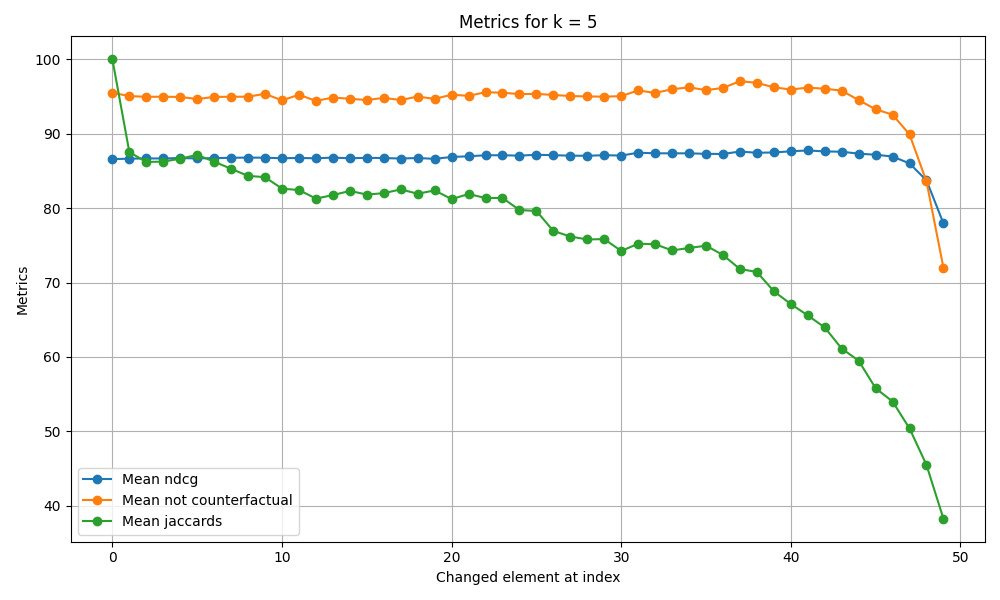 Metrics for k = 5
100
90
80
70
60
50
40
Metrics
Mean ndcg
Mean not counterfactual
Mean jaccards
0 10 20 30 40 50
Changed element at index